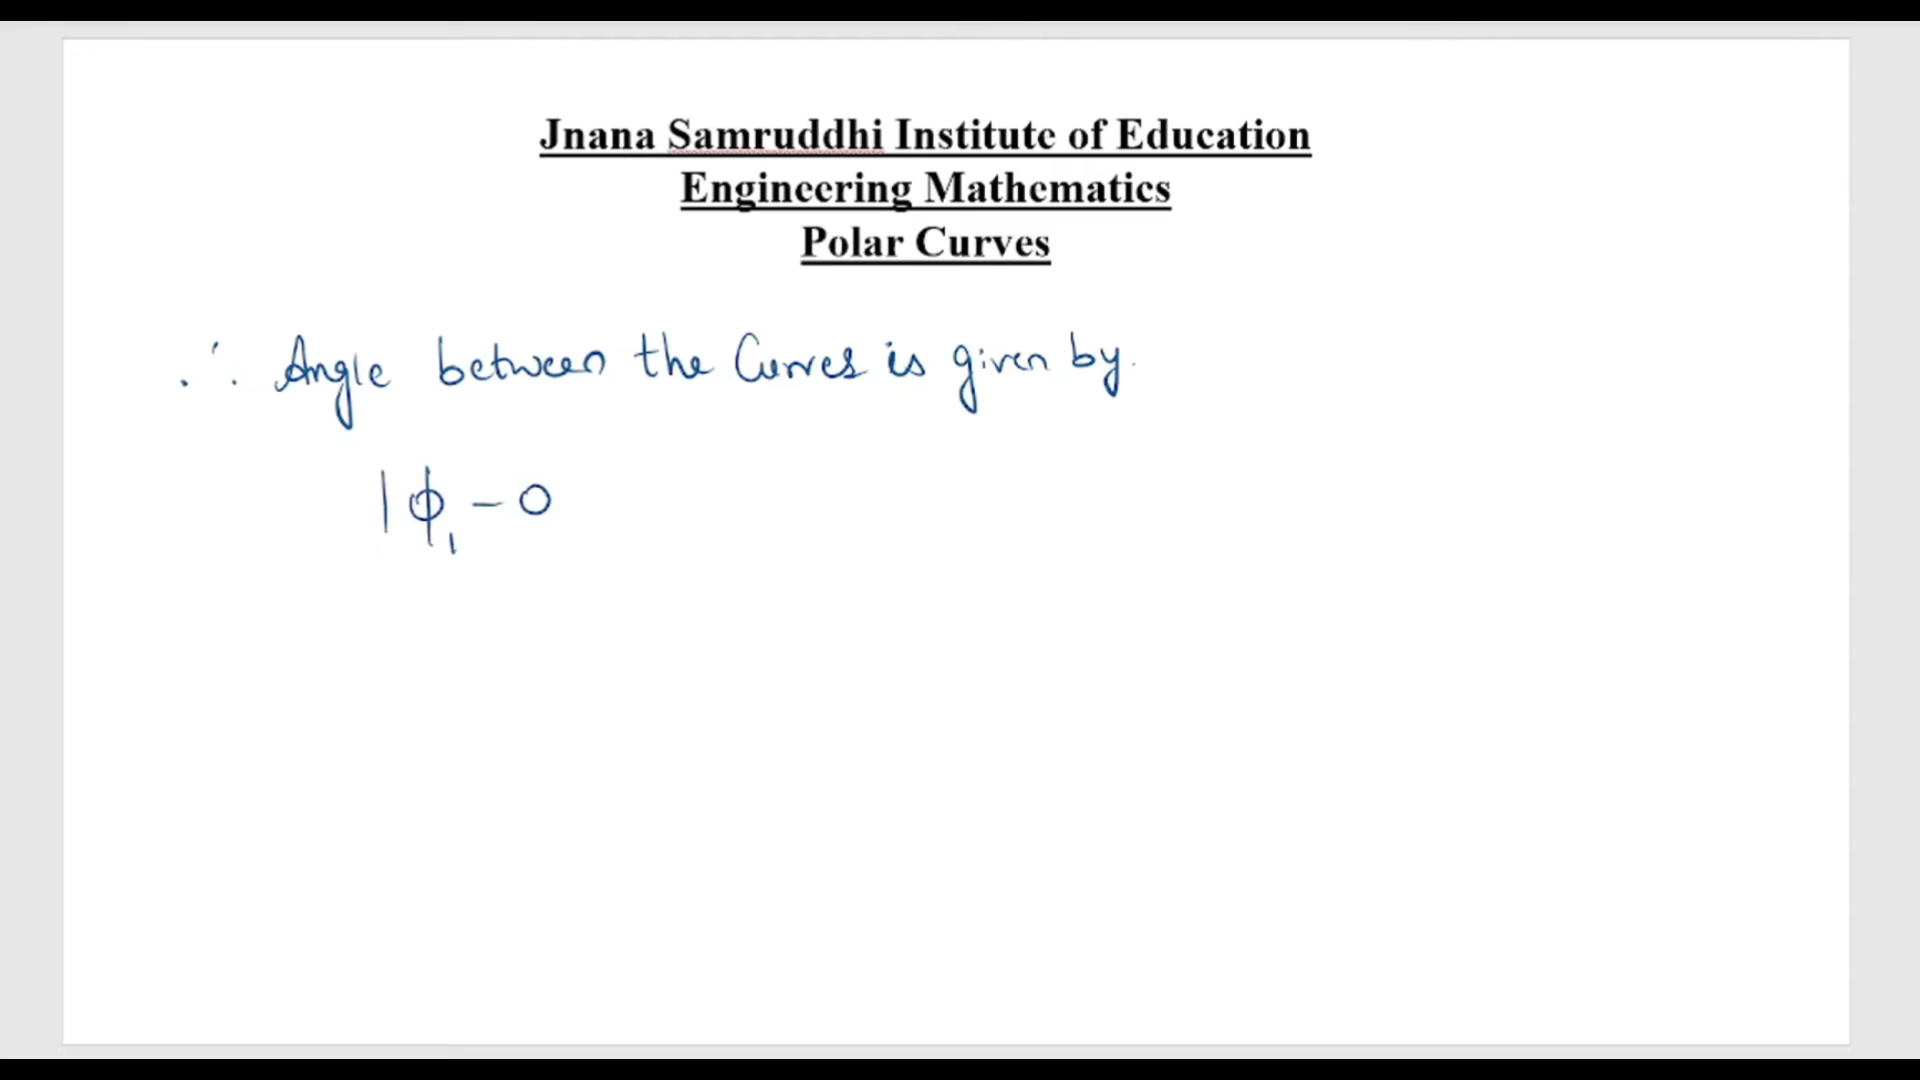 Jnana Samruddhi Institute of Education
Engineering Mathematics
Polar Curves
∴ Angle between the Curves is given by.
|ϕ₁ - 0